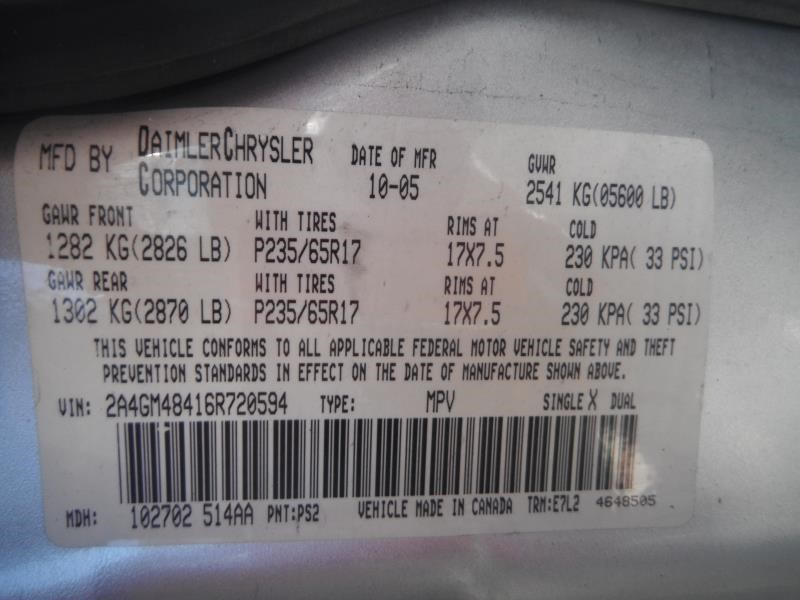 MFD BY DAIMLERCHRYSLER CORPORATION DATE OF MFR 10-05 GVWR 2541 KG(05600 LB)
GAWR FRONT WITH TIRES RIMS AT COLD
1282 KG(2826 LB) P235/65R17 17X7.5 230 KPA( 33 PSI)
GAWR REAR WITH TIRES RIMS AT COLD
1302 KG(2870 LB) P235/65R17 17X7.5 230 KPA( 33 PSI)
THIS VEHICLE CONFORMS TO ALL APPLICABLE FEDERAL MOTOR VEHICLE SAFETY AND THEFT
PREVENTION STANDARDS IN EFFECT ON THE DATE OF MANUFACTURE SHOWN ABOVE.
VIN: 2A4GM48416R720594 TYPE: MPV SINGLE X DUAL
MDH: 102702 514AA PNT:PS2 VEHICLE MADE IN CANADA TRM:E7L2 4648505